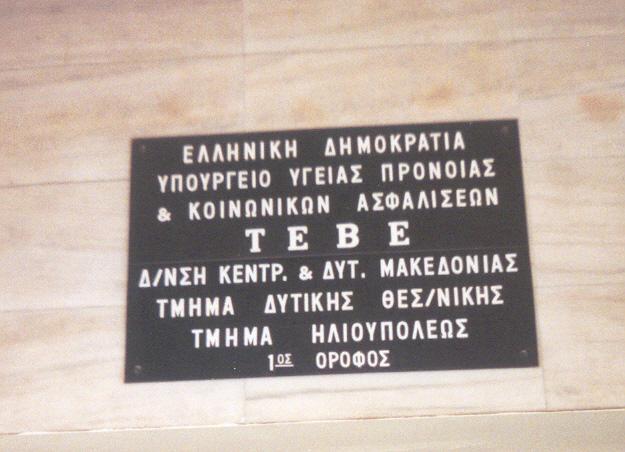 ΕΛΛΗΝΙΚΗ ΔΗΜΟΚΡΑΤΙΑ
ΥΠΟΥΡΓΕΙΟ ΥΓΕΙΑΣ ΠΡΟΝΟΙΑΣ
& ΚΟΙΝΩΝΙΚΩΝ ΑΣΦΑΛΙΣΕΩΝ
Τ Ε Β Ε
Δ/ΝΣΗ ΚΕΝΤΡ. & ΔΥΤ. ΜΑΚΕΔΟΝΙΑΣ
ΤΜΗΜΑ ΔΥΤΙΚΗΣ ΘΕΣ/ΝΙΚΗΣ
ΤΜΗΜΑ ΗΛΙΟΥΠΟΛΕΩΣ
1ΟΣ ΟΡΟΦΟΣ